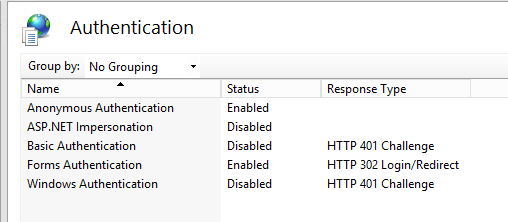 Authentication
Group by: No Grouping
Name Status Response Type
Anonymous Authentication Enabled
ASP.NET Impersonation Disabled
Basic Authentication Disabled HTTP 401 Challenge
Forms Authentication Enabled HTTP 302 Login/Redirect
Windows Authentication Disabled HTTP 401 Challenge